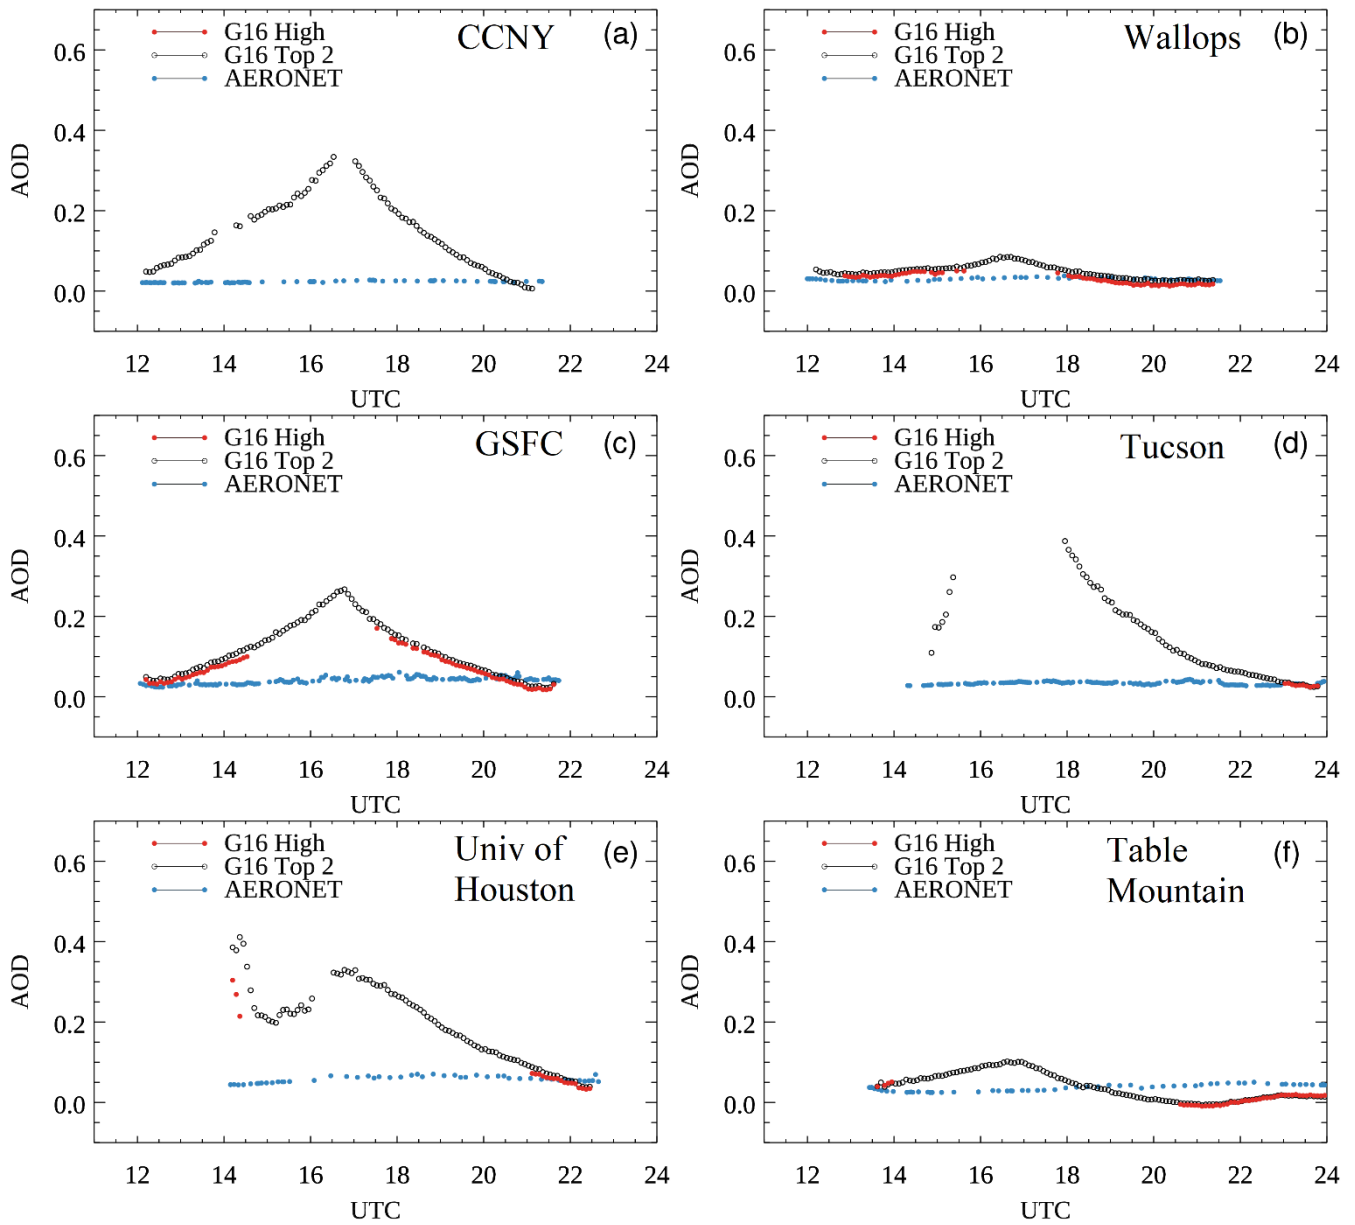 G16 High
G16 Top 2
AERONET
CCNY
(a)
0.6
0.4
0.2
0.0
AOD
12 14 16 18 20 22 24
UTC
G16 High
G16 Top 2
AERONET
Wallops
(b)
0.6
0.4
0.2
0.0
AOD
12 14 16 18 20 22 24
UTC
G16 High
G16 Top 2
AERONET
GSFC
(c)
0.6
0.4
0.2
0.0
AOD
12 14 16 18 20 22 24
UTC
G16 High
G16 Top 2
AERONET
Tucson
(d)
0.6
0.4
0.2
0.0
AOD
12 14 16 18 20 22 24
UTC
G16 High
G16 Top 2
AERONET
Univ of
Houston
(e)
0.6
0.4
0.2
0.0
AOD
12 14 16 18 20 22 24
UTC
G16 High
G16 Top 2
AERONET
Table
Mountain
(f)
0.6
0.4
0.2
0.0
AOD
12 14 16 18 20 22 24
UTC